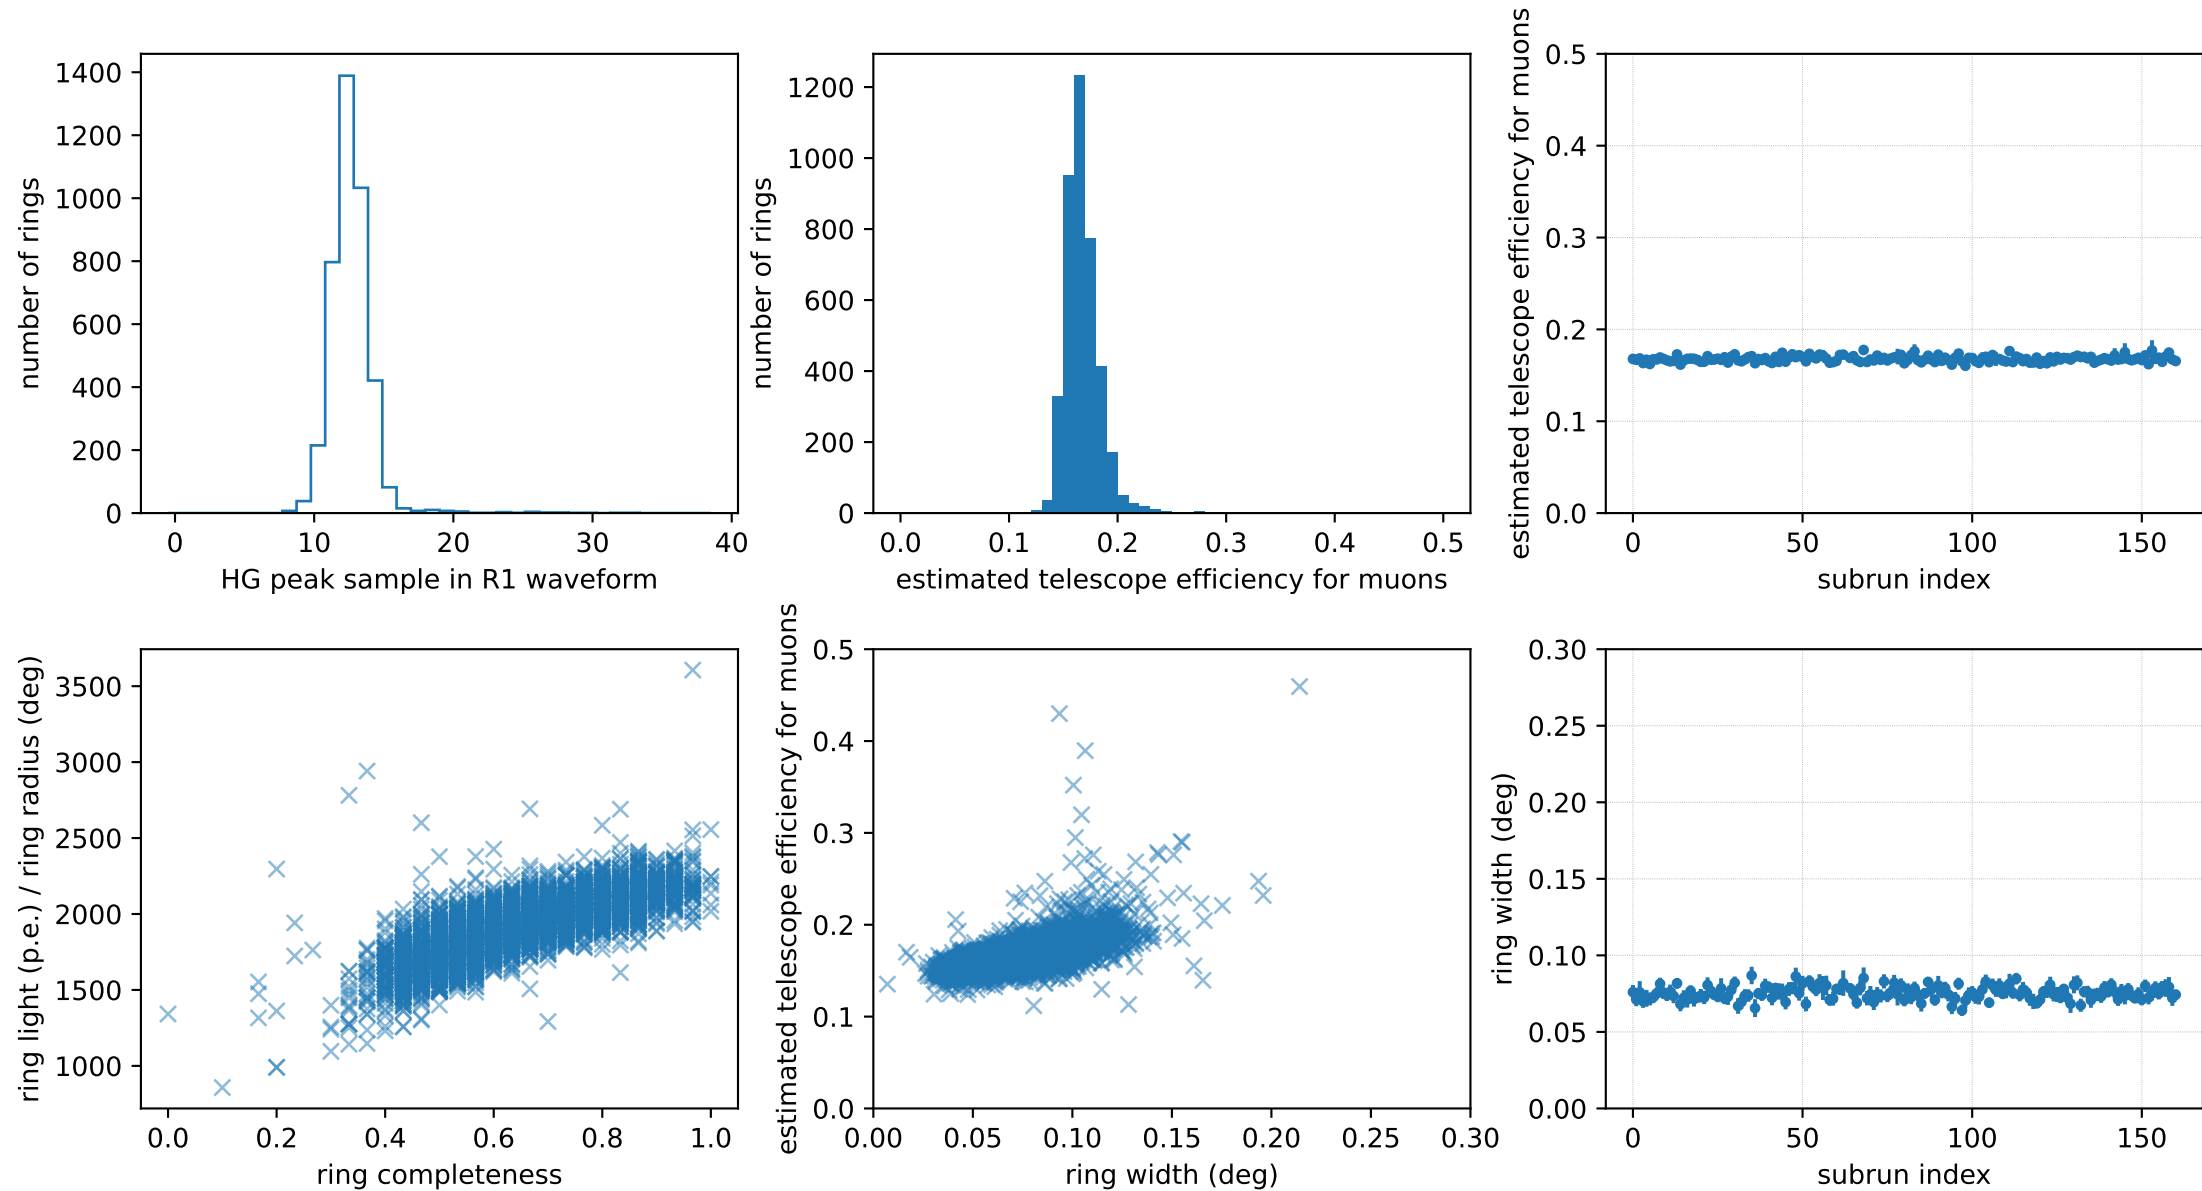 number of rings
1400
1200
1000
800
600
400
200
0
0 10 20 30 40
HG peak sample in R1 waveform
number of rings
1200
1000
800
600
400
200
0
0.0 0.1 0.2 0.3 0.4 0.5
estimated telescope efficiency for muons
estimated telescope efficiency for muons
0.5
0.4
0.3
0.2
0.1
0.0
0 50 100 150
subrun index
ring light (p.e.) / ring radius (deg)
3500
3000
2500
2000
1500
1000
0.0 0.2 0.4 0.6 0.8 1.0
ring completeness
estimated telescope efficiency for muons
0.5
0.4
0.3
0.2
0.1
0.0
0.00 0.05 0.10 0.15 0.20 0.25 0.30
ring width (deg)
ring width (deg)
0.30
0.25
0.20
0.15
0.10
0.05
0.00
0 50 100 150
subrun index